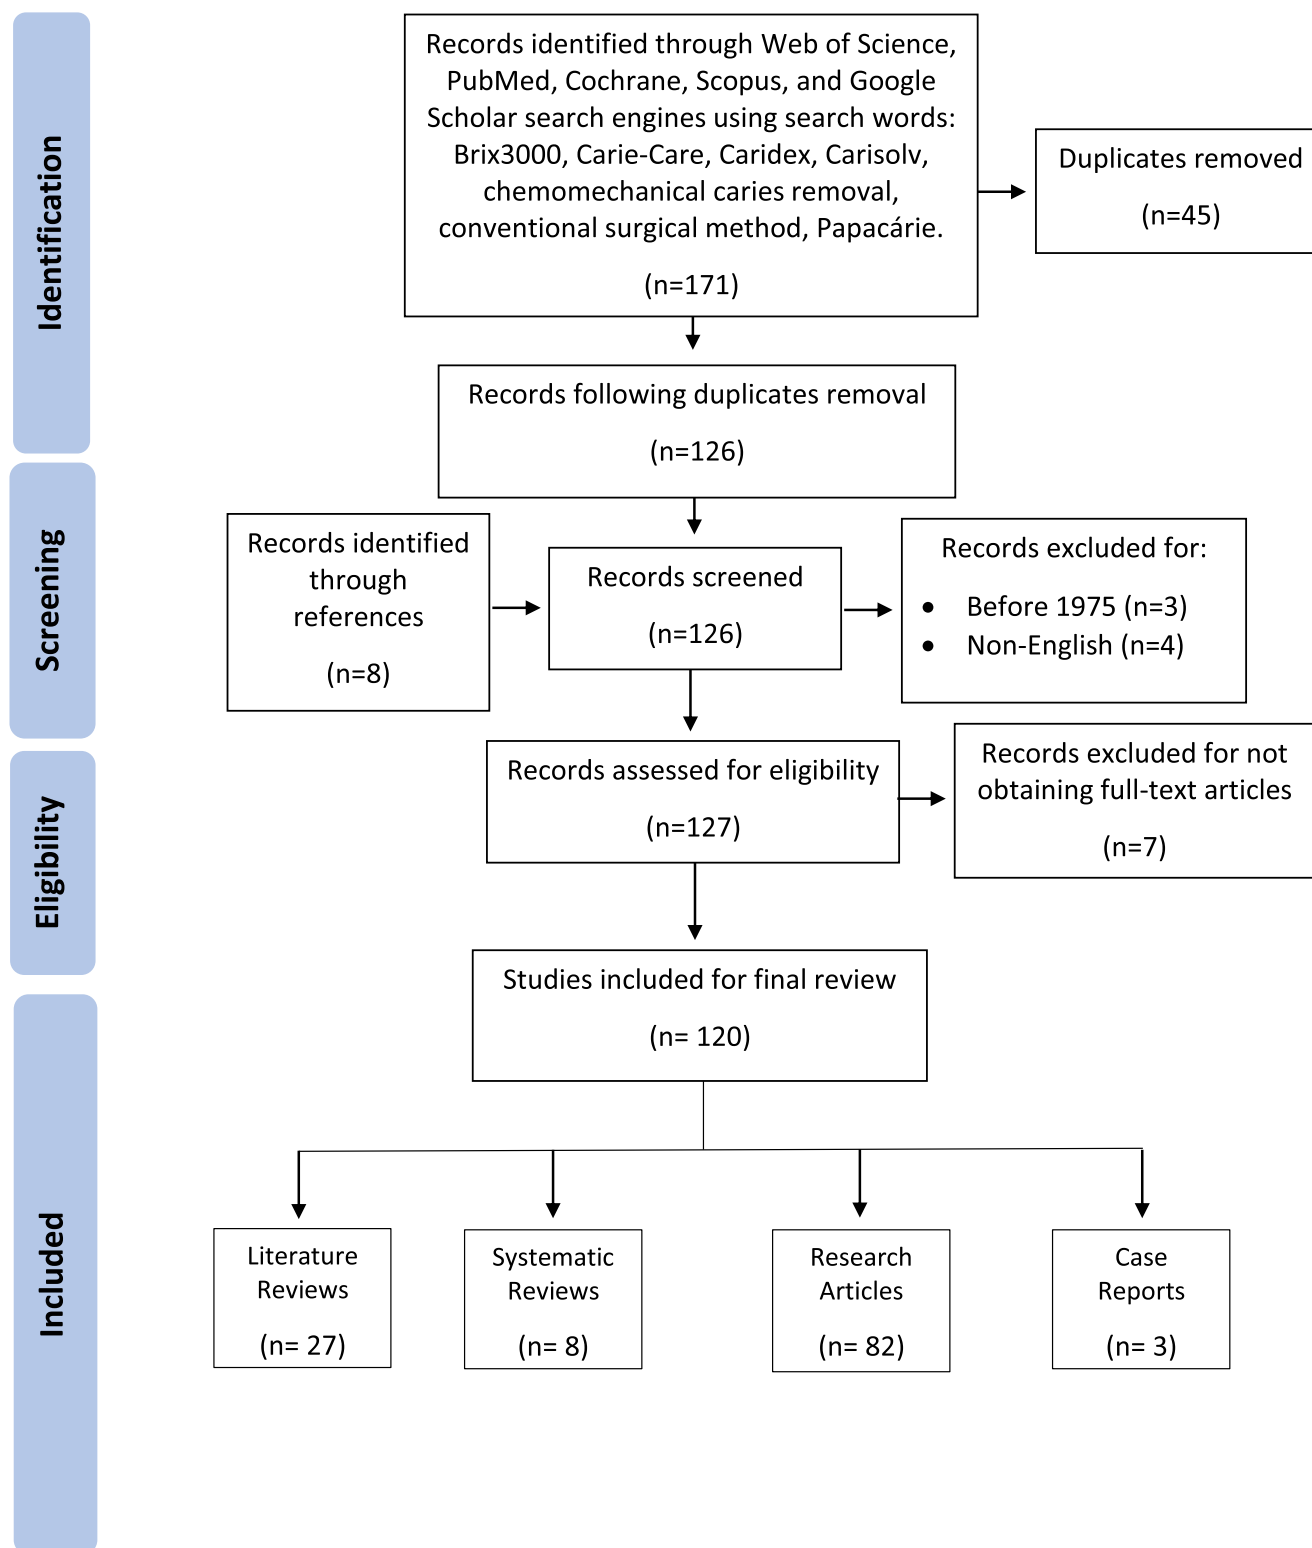 Identification
Records identified through Web of Science,
PubMed, Cochrane, Scopus, and Google
Scholar search engines using search words:
Brix3000, Carie-Care, Caridex, Carisolv,
chemomechanical caries removal,
conventional surgical method, Papacárie.
(n=171)
Duplicates removed
(n=45)
Records following duplicates removal
(n=126)
Screening
Records identified
through
references
(n=8)
Records screened
(n=126)
Records excluded for:
• Before 1975 (n=3)
• Non-English (n=4)
Eligibility
Records assessed for eligibility
(n=127)
Records excluded for not
obtaining full-text articles
(n=7)
Included
Studies included for final review
(n= 120)
Literature
Reviews
(n= 27)
Systematic
Reviews
(n= 8)
Research
Articles
(n= 82)
Case
Reports
(n= 3)